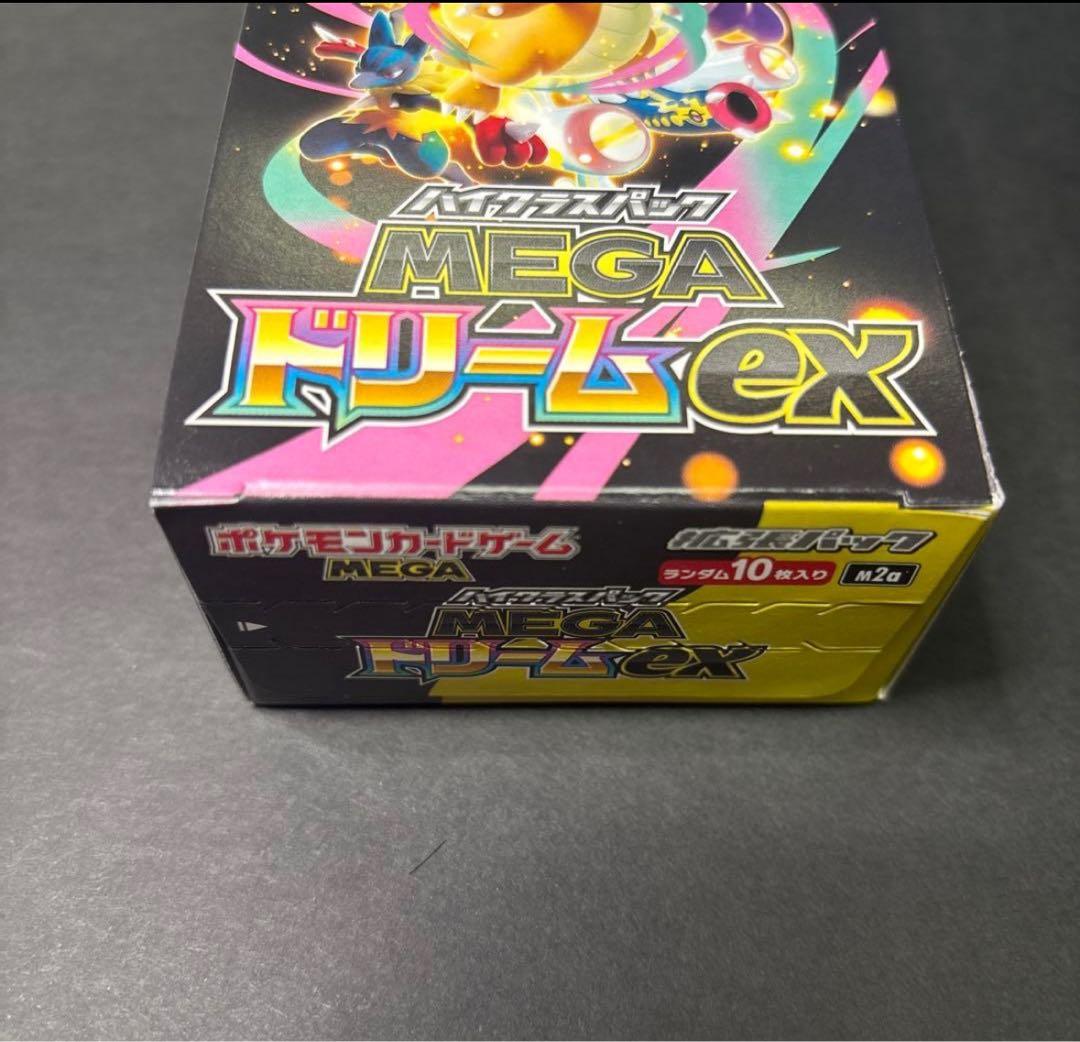 ハイクラスパック
MEGA
ドリームex
ポケモンカードゲーム
MEGA
拡張パック
ランダム10枚入り
M2a
ハイクラスパック
MEGA
ドリームex